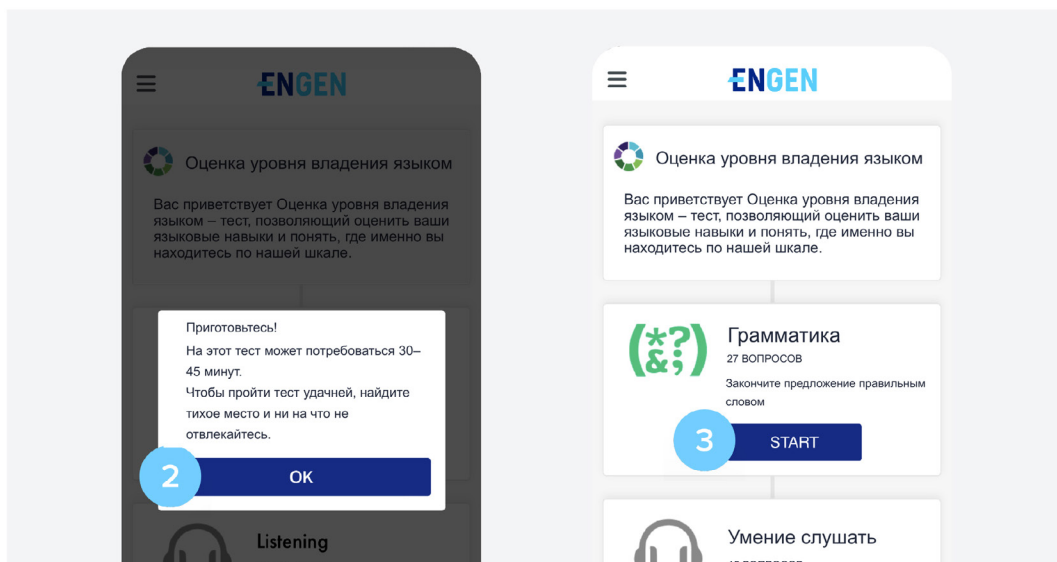 ENGEN
Оценка уровня владения языком
Вас приветствует Оценка уровня владения
языком – тест, позволяющий оценить ваши
языковые навыки и понять, где именно вы
находитесь по нашей шкале.
Приготовьтесь!
На этот тест может потребоваться 30–
45 минут.
Чтобы пройти тест удачней, найдите
тихое место и ни на что не
отвлекайтесь.
2
OK
Listening
ENGEN
Оценка уровня владения языком
Вас приветствует Оценка уровня владения
языком – тест, позволяющий оценить ваши
языковые навыки и понять, где именно вы
находитесь по нашей шкале.
(*?&;)
Грамматика
27 ВОПРОСОВ
Закончите предложение правильным
словом
3
START
Умение слушать